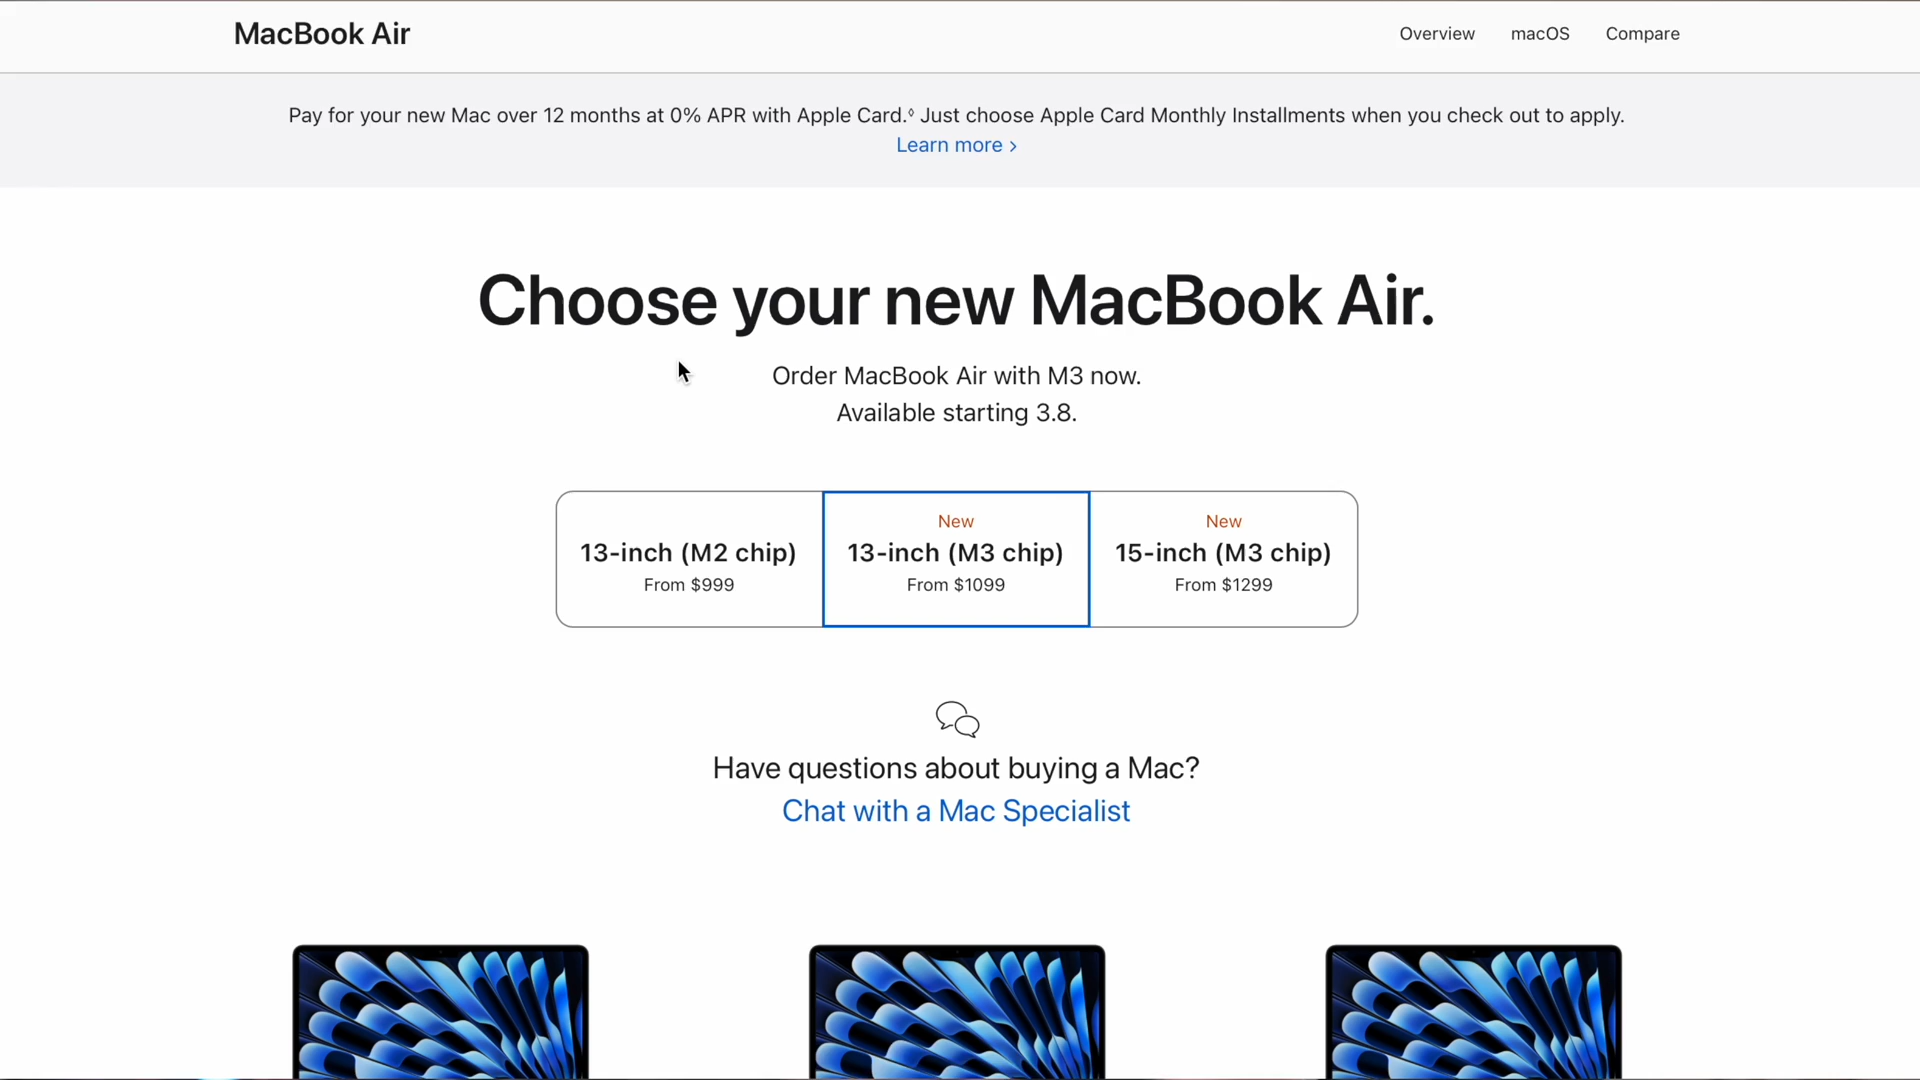 MacBook Air
Overview
macOS
Compare
Pay for your new Mac over 12 months at 0% APR with Apple Card.◊ Just choose Apple Card Monthly Installments when you check out to apply.
Learn more >
Choose your new MacBook Air.
Order MacBook Air with M3 now.
Available starting 3.8.
13-inch (M2 chip)
From $999
New
13-inch (M3 chip)
From $1099
New
15-inch (M3 chip)
From $1299
Have questions about buying a Mac?
Chat with a Mac Specialist